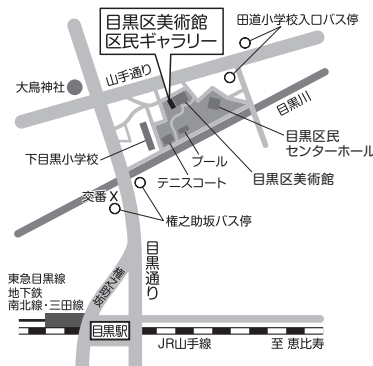 目黒区美術館
区民ギャラリー
田道小学校入口バス停
山手通り
大鳥神社
目黒川
下目黒小学校
目黒区民
センターホール
プール
目黒区美術館
テニスコート
交番X
権之助坂バス停
目黒通り
権之助坂
東急目黒線
地下鉄
南北線・三田線
目黒駅
JR山手線
至 恵比寿